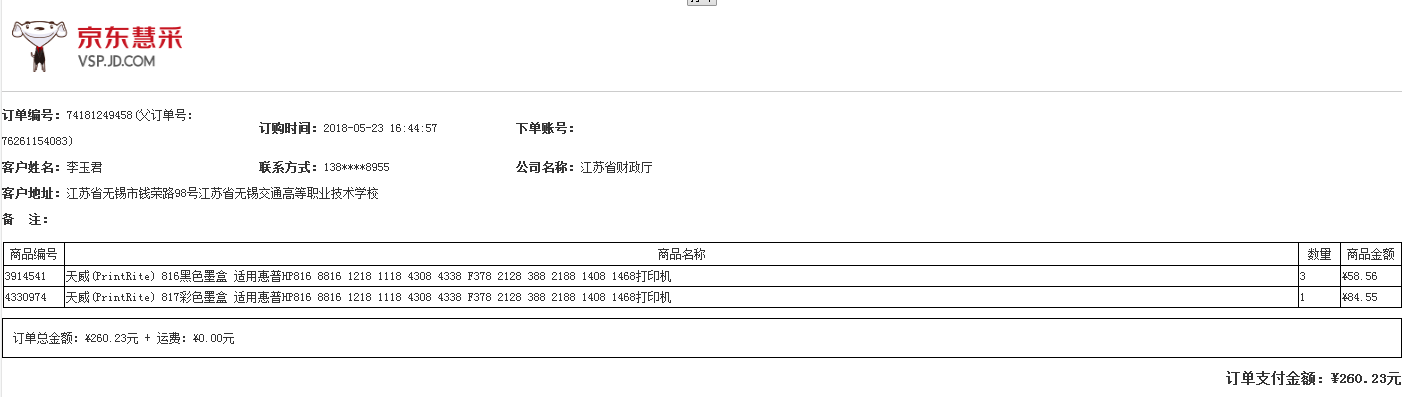 京东慧采
VSP.JD.COM
订单编号：74181249458(父订单号：
76261154083)
订购时间：2018-05-23 16:44:57
下单账号：
客户姓名：李玉君
联系方式：138****8955
公司名称：江苏省财政厅
客户地址：江苏省无锡市钱荣路98号江苏省无锡交通高等职业技术学校
备 注：
商品编号 商品名称 数量 商品金额
3914541 天威(PrintRite) 816黑色墨盒 适用惠普HP816 8816 1218 1118 4308 4338 F378 2128 388 2188 1408 1468打印机 3 ¥58.56
4330974 天威(PrintRite) 817彩色墨盒 适用惠普HP816 8816 1218 1118 4308 4338 F378 2128 388 2188 1408 1468打印机 1 ¥84.55
订单总金额：¥260.23元 + 运费：¥0.00元
订单支付金额：¥260.23元